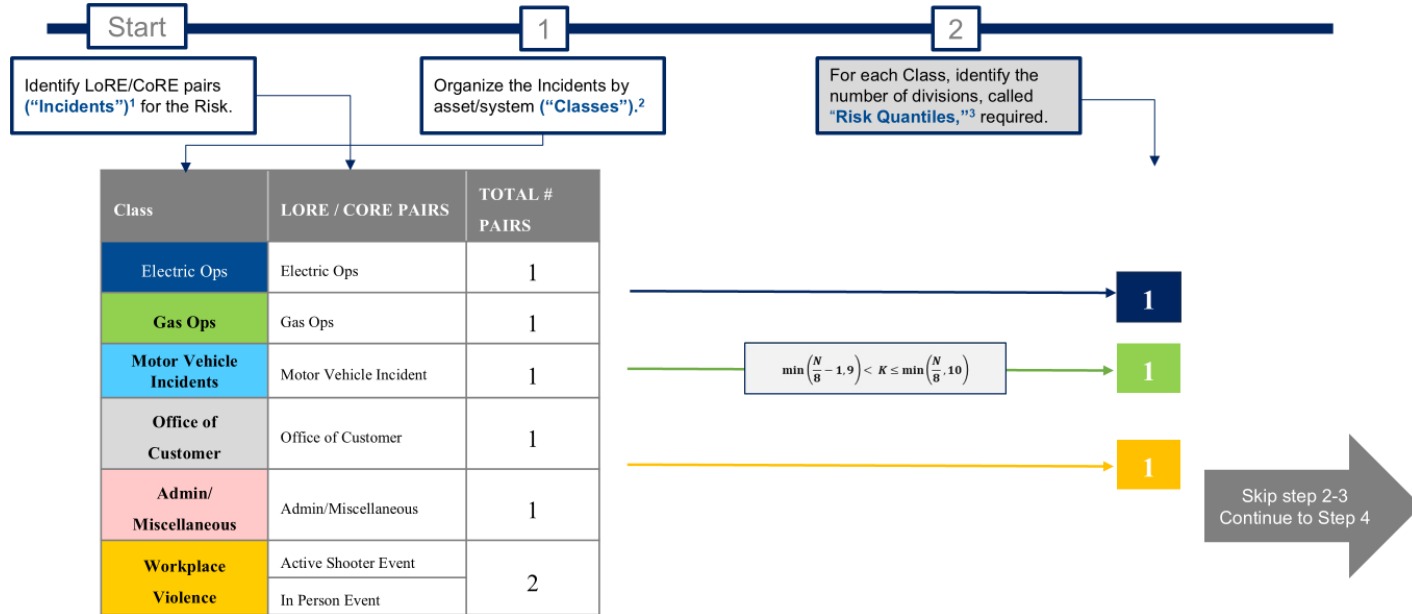 Start
1
2
Identify LoRE/CoRE pairs
(“Incidents”)¹ for the Risk.
Organize the Incidents by
asset/system (“Classes”).²
For each Class, identify the
number of divisions, called
“Risk Quantiles,”³ required.
Class
LORE / CORE PAIRS
TOTAL #
PAIRS
Electric Ops
Electric Ops
1
Gas Ops
Gas Ops
1
Motor Vehicle
Incidents
Motor Vehicle Incident
1
Office of
Customer
Office of Customer
1
Admin/
Miscellaneous
Admin/Miscellaneous
1
Workplace
Violence
Active Shooter Event
In Person Event
2
1
min(N/8 − 1, 9) < K ≤ min(N/8, 10)
1
1
Skip step 2-3
Continue to Step 4